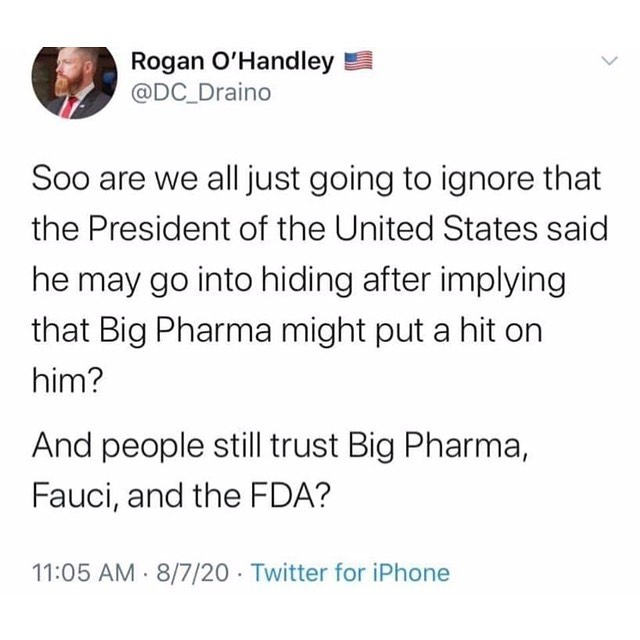 Rogan O'Handley 🇺🇸
@DC_Draino
Soo are we all just going to ignore that
the President of the United States said
he may go into hiding after implying
that Big Pharma might put a hit on
him?
And people still trust Big Pharma,
Fauci, and the FDA?
11:05 AM · 8/7/20 · Twitter for iPhone